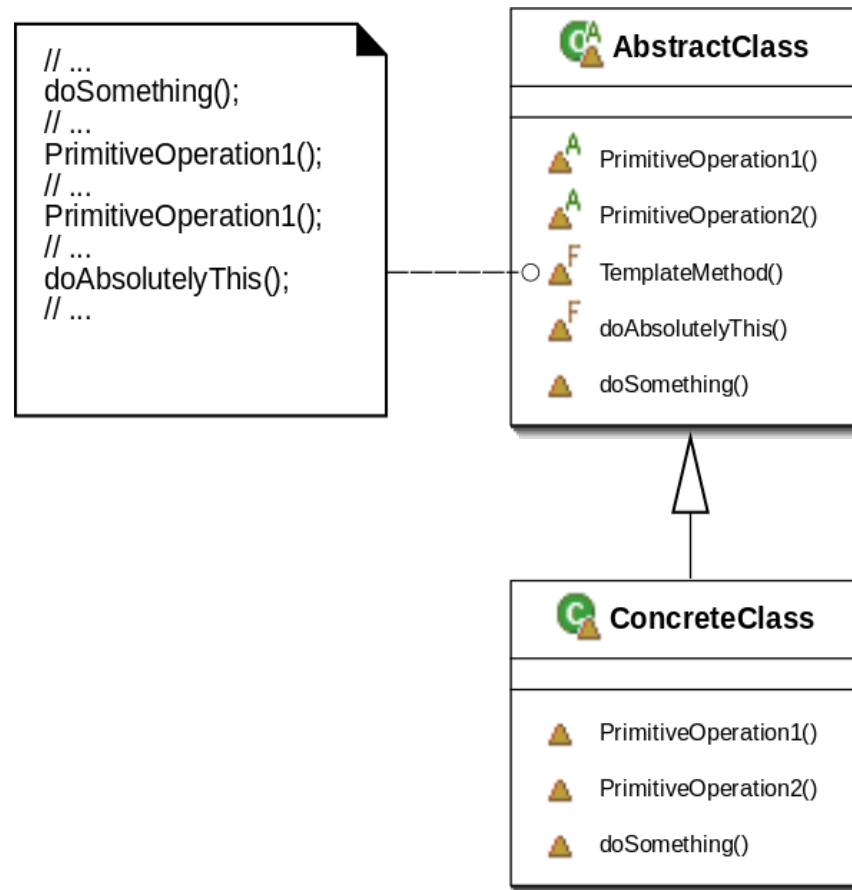 // ...
doSomething();
// ...
PrimitiveOperation1();
// ...
PrimitiveOperation1();
// ...
doAbsolutelyThis();
// ...
C A AbstractClass
A PrimitiveOperation1()
A PrimitiveOperation2()
F TemplateMethod()
F doAbsolutelyThis()
doSomething()
C ConcreteClass
PrimitiveOperation1()
PrimitiveOperation2()
doSomething()